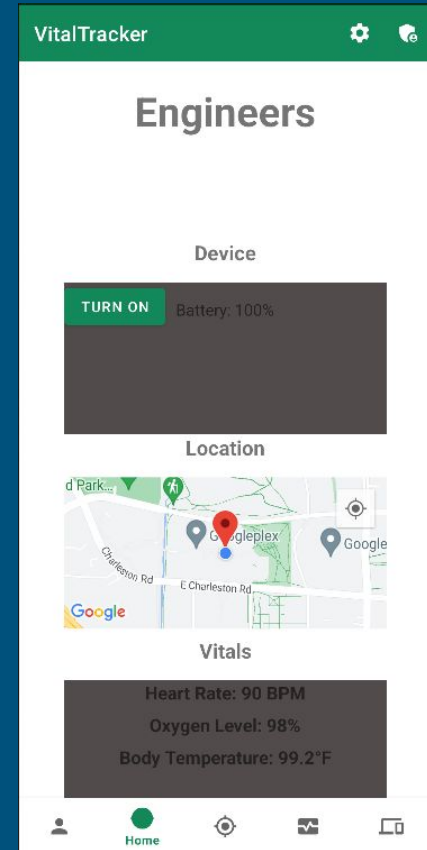 VitalTracker
Engineers
Device
TURN ON
Battery: 100%
Location
d Park...
Googleplex
Google
Charleston Rd
E Charleston Rd
Google
Vitals
Heart Rate: 90 BPM
Oxygen Level: 98%
Body Temperature: 99.2°F
Home